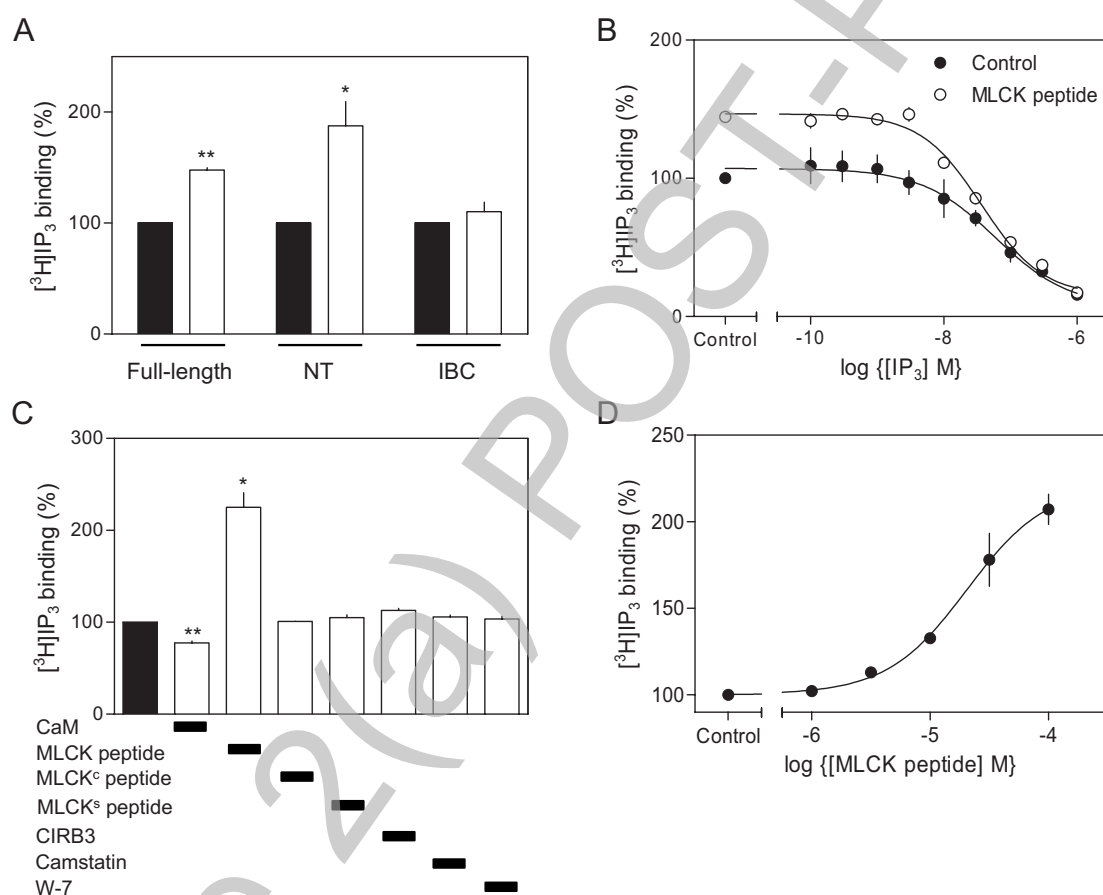 A
[³H]IP₃ binding (%)
200
100
0
**
*
Full-length
NT
IBC
B
[³H]IP₃ binding (%)
200
100
0
Control
MLCK peptide
Control
-10
-8
-6
log {[IP₃] M}
C
[³H]IP₃ binding (%)
300
200
100
0
**
*
CaM
MLCK peptide
MLCKᶜ peptide
MLCKˢ peptide
CIRB3
Camstatin
W-7
D
[³H]IP₃ binding (%)
250
200
150
100
Control
-6
-5
-4
log {[MLCK peptide] M}
2(a) POST-